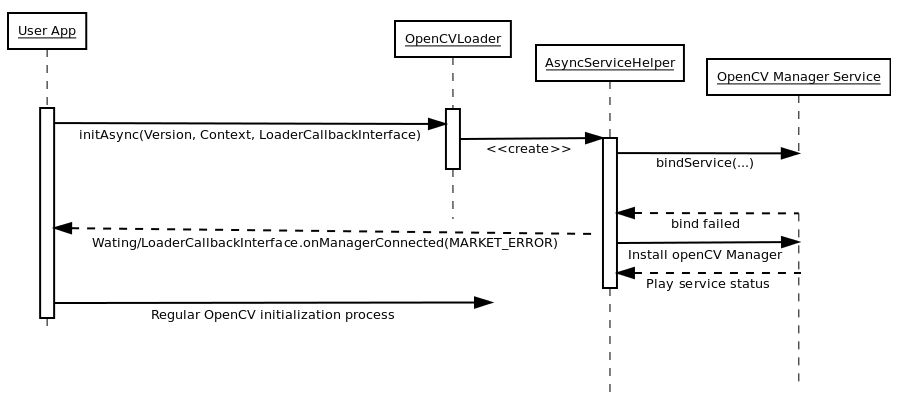 User App
OpenCVLoader
AsyncServiceHelper
OpenCV Manager Service
initAsync(Version, Context, LoaderCallbackInterface)
<<create>>
bindService(...)
bind failed
Wating/LoaderCallbackInterface.onManagerConnected(MARKET_ERROR)
Install openCV Manager
Play service status
Regular OpenCV initialization process